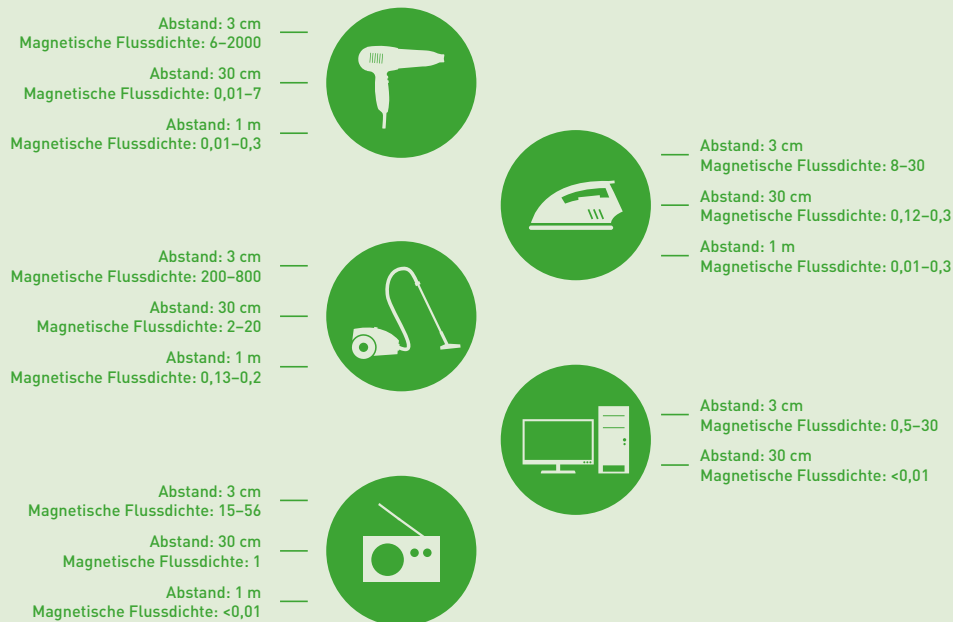 Abstand: 3 cm
Magnetische Flussdichte: 6–2000
Abstand: 30 cm
Magnetische Flussdichte: 0,01–7
Abstand: 1 m
Magnetische Flussdichte: 0,01–0,3
Abstand: 3 cm
Magnetische Flussdichte: 8–30
Abstand: 30 cm
Magnetische Flussdichte: 0,12–0,3
Abstand: 1 m
Magnetische Flussdichte: 0,01–0,3
Abstand: 3 cm
Magnetische Flussdichte: 200–800
Abstand: 30 cm
Magnetische Flussdichte: 2–20
Abstand: 1 m
Magnetische Flussdichte: 0,13–0,2
Abstand: 3 cm
Magnetische Flussdichte: 0,5–30
Abstand: 30 cm
Magnetische Flussdichte: <0,01
Abstand: 3 cm
Magnetische Flussdichte: 15–56
Abstand: 30 cm
Magnetische Flussdichte: 1
Abstand: 1 m
Magnetische Flussdichte: <0,01